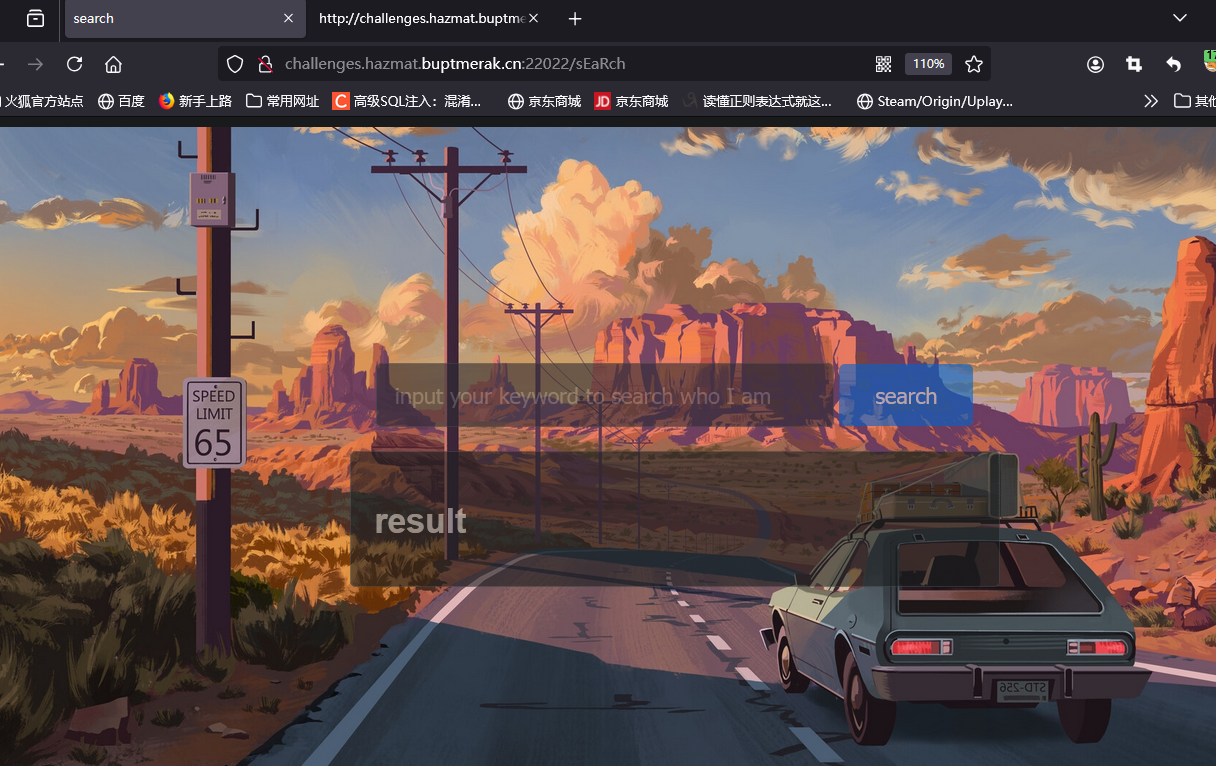 search
http://challenges.hazmat.buptme
challenges.hazmat.buptmerak.cn:22022/sEaRch
110%
火狐官方站点
百度
新手上路
常用网址
高级SQL注入：混淆...
京东商城
JD 京东商城
读懂正则表达式就这...
Steam/Origin/Uplay...
SPEED
LIMIT
65
input your keyword to search who I am
search
result
STD-256